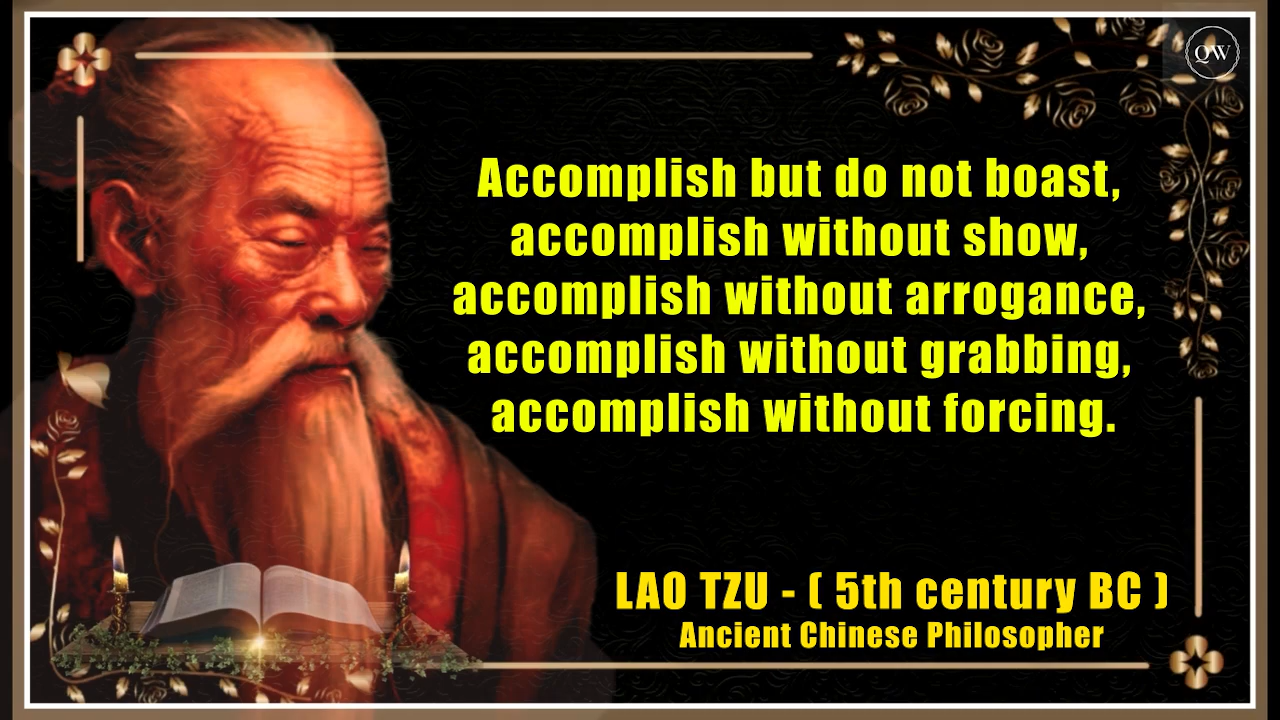 QW
Accomplish but do not boast,
accomplish without show,
accomplish without arrogance,
accomplish without grabbing,
accomplish without forcing.
LAO TZU - ( 5th century BC )
Ancient Chinese Philosopher